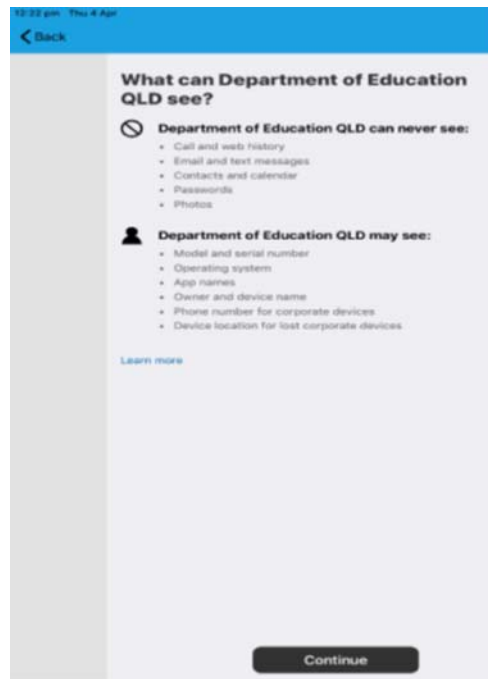 12:22 pm Thu 4 Apr
Back
What can Department of Education
QLD see?
Department of Education QLD can never see:
• Call and web history
• Email and text messages
• Contacts and calendar
• Passwords
• Photos
Department of Education QLD may see:
• Model and serial number
• Operating system
• App names
• Owner and device name
• Phone number for corporate devices
• Device location for lost corporate devices
Learn more
Continue